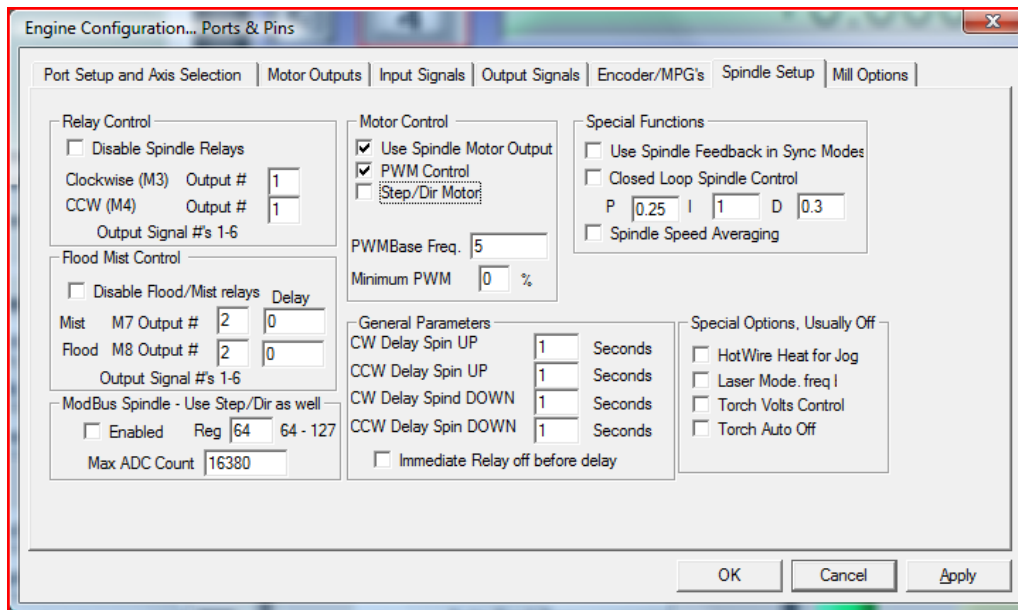 Engine Configuration... Ports & Pins
Port Setup and Axis Selection Motor Outputs Input Signals Output Signals Encoder/MPG's Spindle Setup Mill Options
Relay Control
Disable Spindle Relays
Clockwise (M3) Output # 1
CCW (M4) Output # 1
Output Signal #'s 1-6
Flood Mist Control
Disable Flood/Mist relays Delay
Mist M7 Output # 2 0
Flood M8 Output # 2 0
Output Signal #'s 1-6
ModBus Spindle - Use Step/Dir as well
Enabled Reg 64 64 - 127
Max ADC Count 16380
Motor Control
Use Spindle Motor Output
PWM Control
Step/Dir Motor
PWMBase Freq. 5
Minimum PWM 0 %
General Parameters
CW Delay Spin UP 1 Seconds
CCW Delay Spin UP 1 Seconds
CW Delay Spind DOWN 1 Seconds
CCW Delay Spin DOWN 1 Seconds
Immediate Relay off before delay
Special Functions
Use Spindle Feedback in Sync Modes
Closed Loop Spindle Control
P 0.25 I 1 D 0.3
Spindle Speed Averaging
Special Options, Usually Off
HotWire Heat for Jog
Laser Mode. freq I
Torch Volts Control
Torch Auto Off
OK Cancel Apply